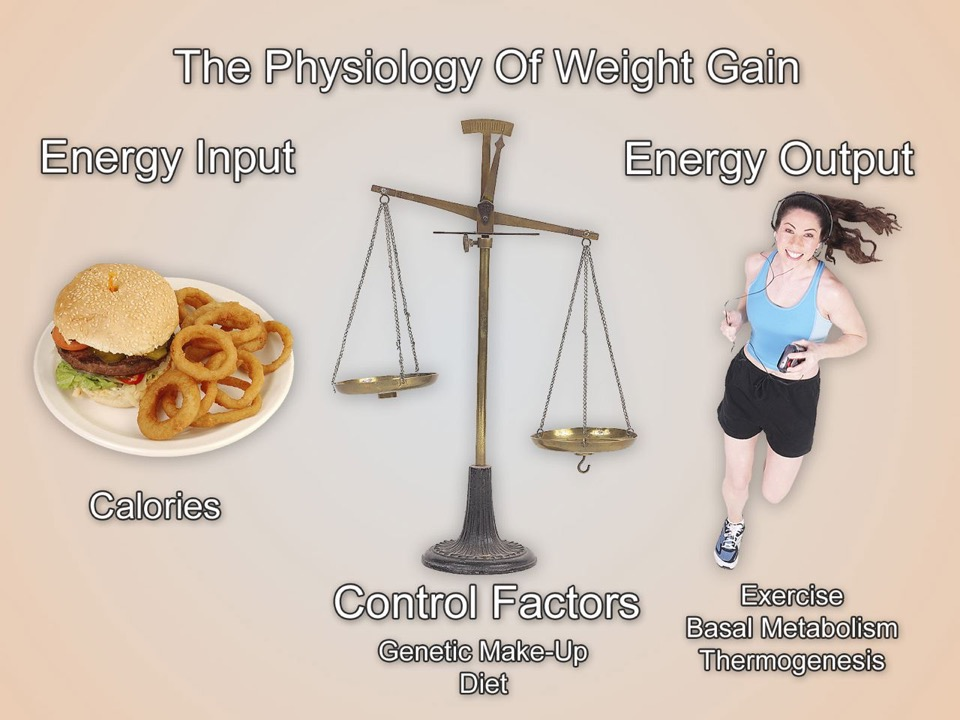 The Physiology Of Weight Gain
Energy Input
Energy Output
Calories
Control Factors
Genetic Make-Up
Diet
Exercise
Basal Metabolism
Thermogenesis